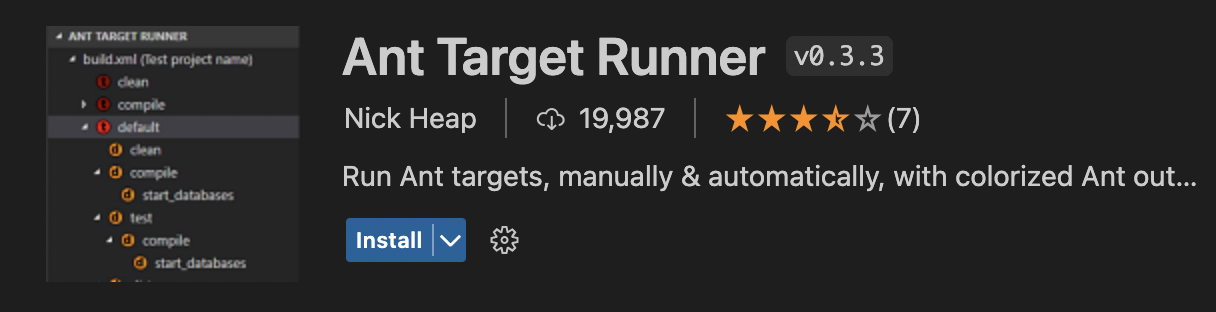 ANT TARGET RUNNER
build.xml (Test project name)
clean
compile
default
clean
compile
start_databases
test
compile
start_databases
Ant Target Runner v0.3.3
Nick Heap 19,987 (7)
Run Ant targets, manually & automatically, with colorized Ant out...
Install